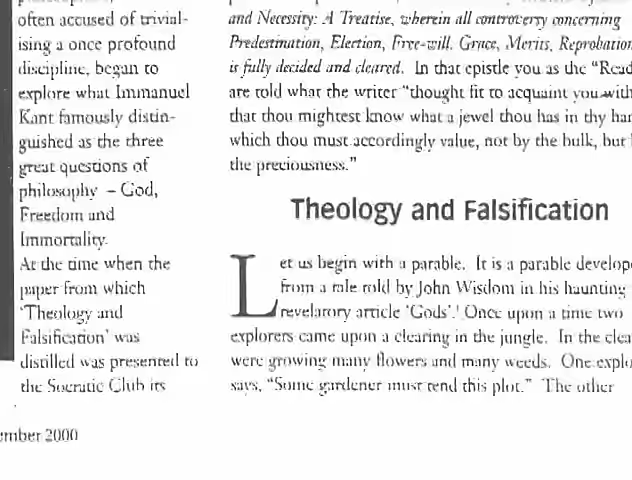 often accused of trivial-
ising a once profound
discipline, began to
explore what Immanuel
Kant famously distin-
guished as the three
great questions of
philosophy – God,
Freedom and
Immortality.
At the time when the
paper from which
'Theology and
Falsification' was
distilled was presented to
the Socratic Club its
and Necessity: A Treatise, wherein all controversy concerning
Predestination, Election, Free-will, Grace, Merits, Reprobation
is fully decided and cleared. In that epistle you as the "Read
are told what the writer "thought fit to acquaint you with
that thou mightest know what a jewel thou has in thy han
which thou must accordingly value, not by the bulk, but
the preciousness."
Theology and Falsification
Let us begin with a parable. It is a parable develope
from a tale told by John Wisdom in his haunting
revelatory article 'Gods'.¹ Once upon a time two
explorers came upon a clearing in the jungle. In the clea
were growing many flowers and many weeds. One explo
says, "Some gardener must tend this plot." The other
ember 2000